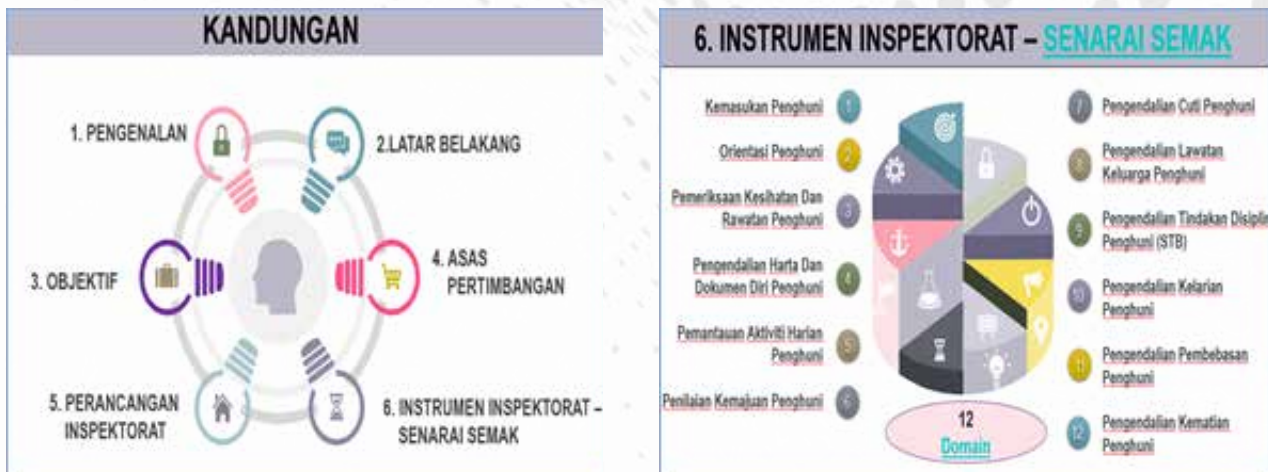 KANDUNGAN
1. PENGENALAN
2.LATAR BELAKANG
3. OBJEKTIF
4. ASAS
PERTIMBANGAN
5. PERANCANGAN
INSPEKTORAT
6. INSTRUMEN INSPEKTORAT –
SENARAI SEMAK
6. INSTRUMEN INSPEKTORAT – SENARAI SEMAK
Kemasukan Penghuni 1
Orientasi Penghuni 2
Pemeriksaan Kesihatan Dan
Rawatan Penghuni 3
Pengendalian Harta Dan
Dokumen Diri Penghuni 4
Pemantauan Aktiviti Harian
Penghuni 5
Penilaian Kemajuan Penghuni 6
7 Pengendalian Cuti Penghuni
8 Pengendalian Lawatan
Keluarga Penghuni
9 Pengendalian Tindakan Disiplin
Penghuni (STB)
10 Pengendalian Kelarian
Penghuni
11 Pengendalian Pembebasan
Penghuni
12 Pengendalian Kematian
Penghuni
12
Domain